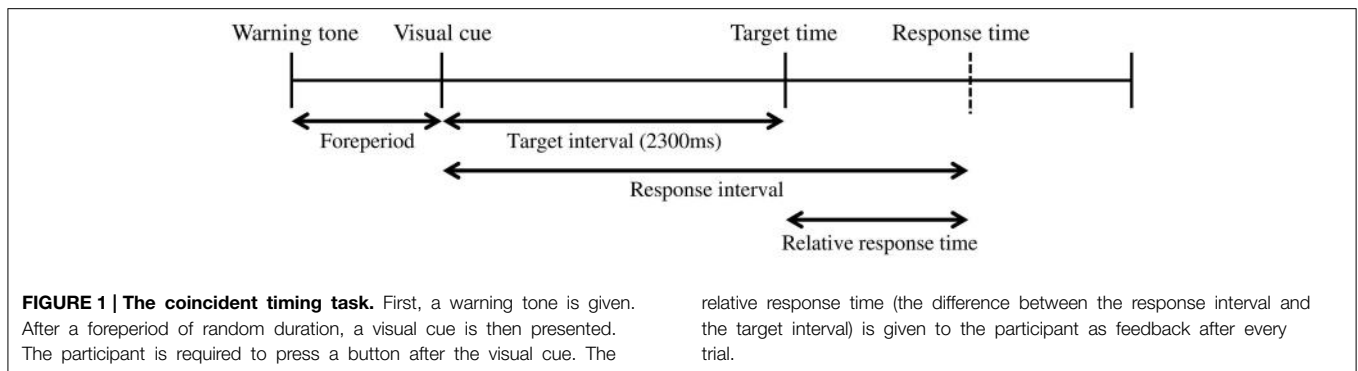 Warning tone Visual cue Target time Response time
Foreperiod Target interval (2300ms)
Response interval
Relative response time
FIGURE 1 | The coincident timing task. First, a warning tone is given.
After a foreperiod of random duration, a visual cue is then presented.
The participant is required to press a button after the visual cue. The
relative response time (the difference between the response interval and
the target interval) is given to the participant as feedback after every
trial.